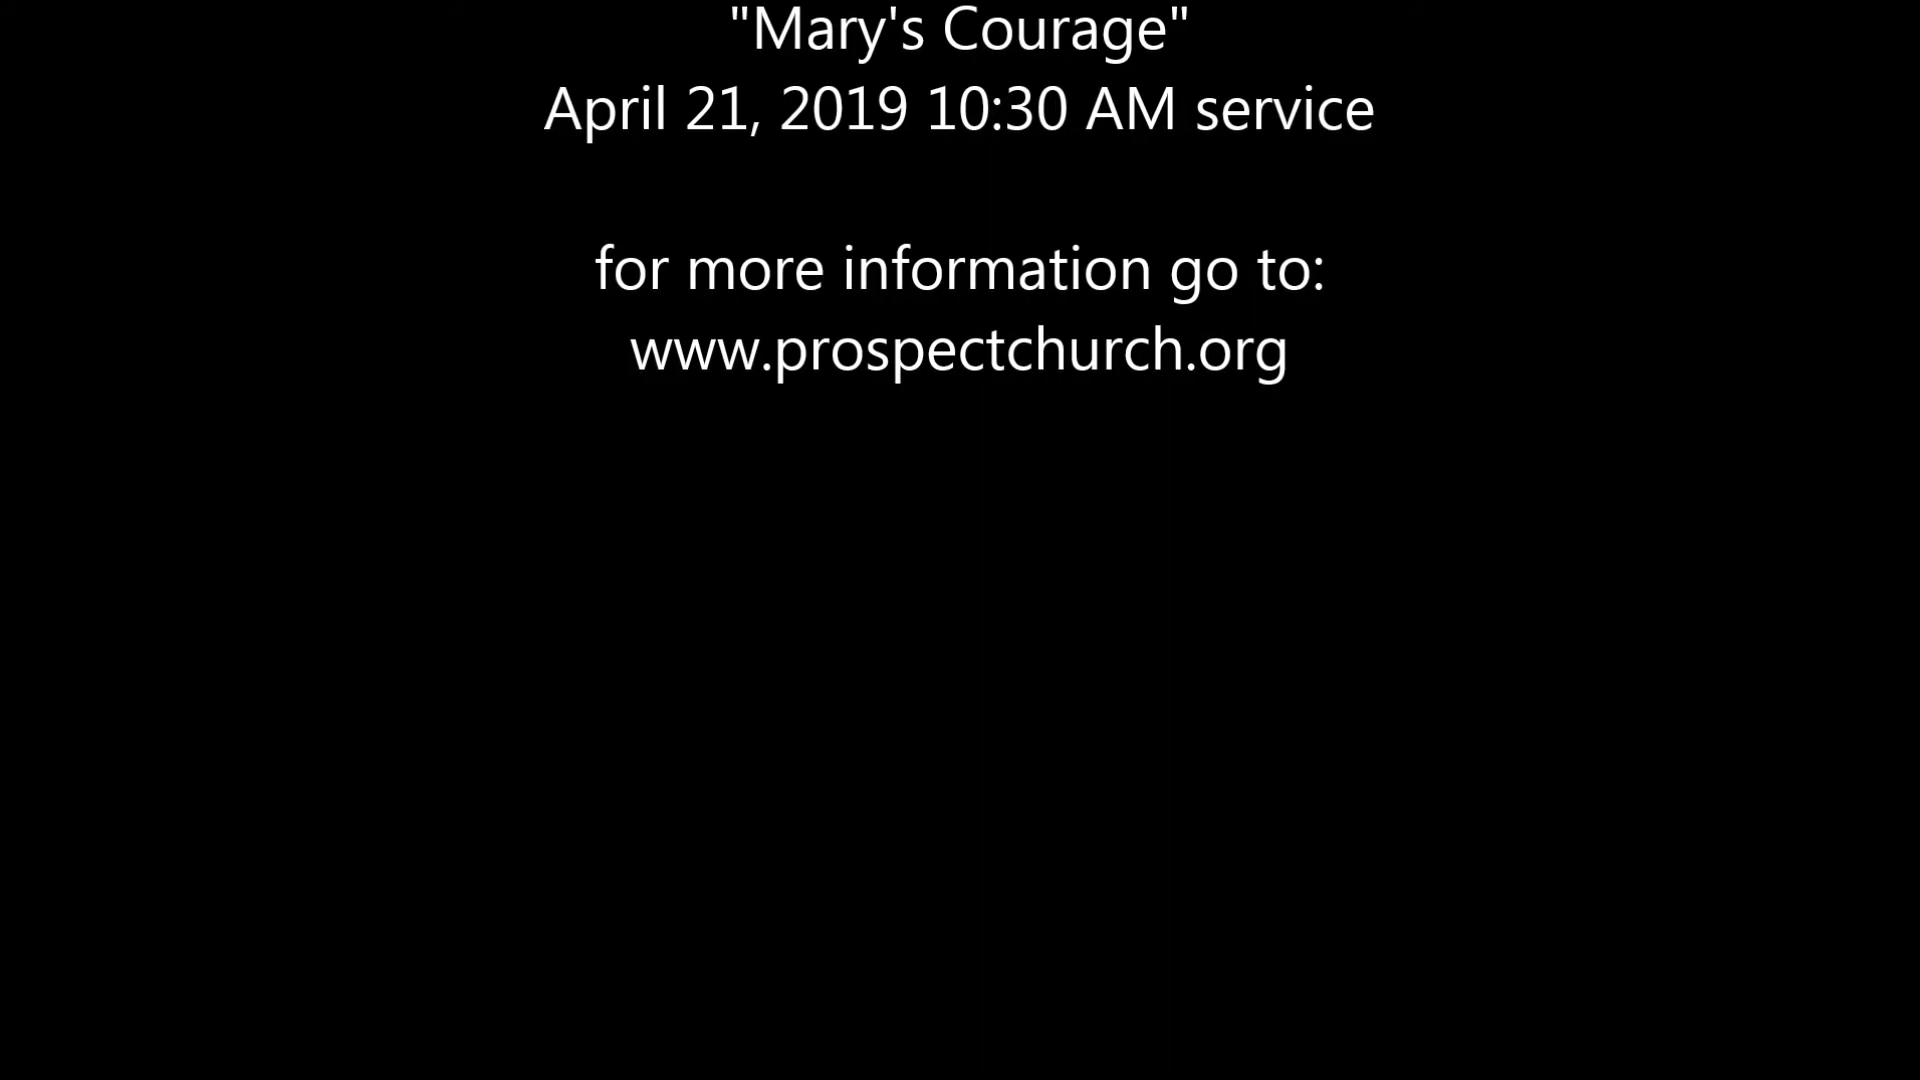 "Mary's Courage"
April 21, 2019 10:30 AM service
for more information go to:
www.prospectchurch.org